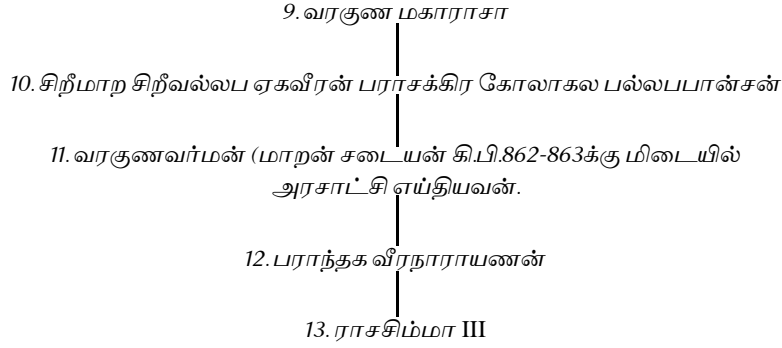 9. வரகுண மகாராசா
10. சிறீமாற சிறீவல்லப ஏகவீரன் பராசக்கிர கோலாகல பல்லபபான்சன்
11. வரகுணவர்மன் (மாறன் சடையன் கி.பி.862-863க்கு மிடையில்
அரசாட்சி எய்தியவன்.
12. பராந்தக வீரநாராயணன்
13. ராசசிம்மா III